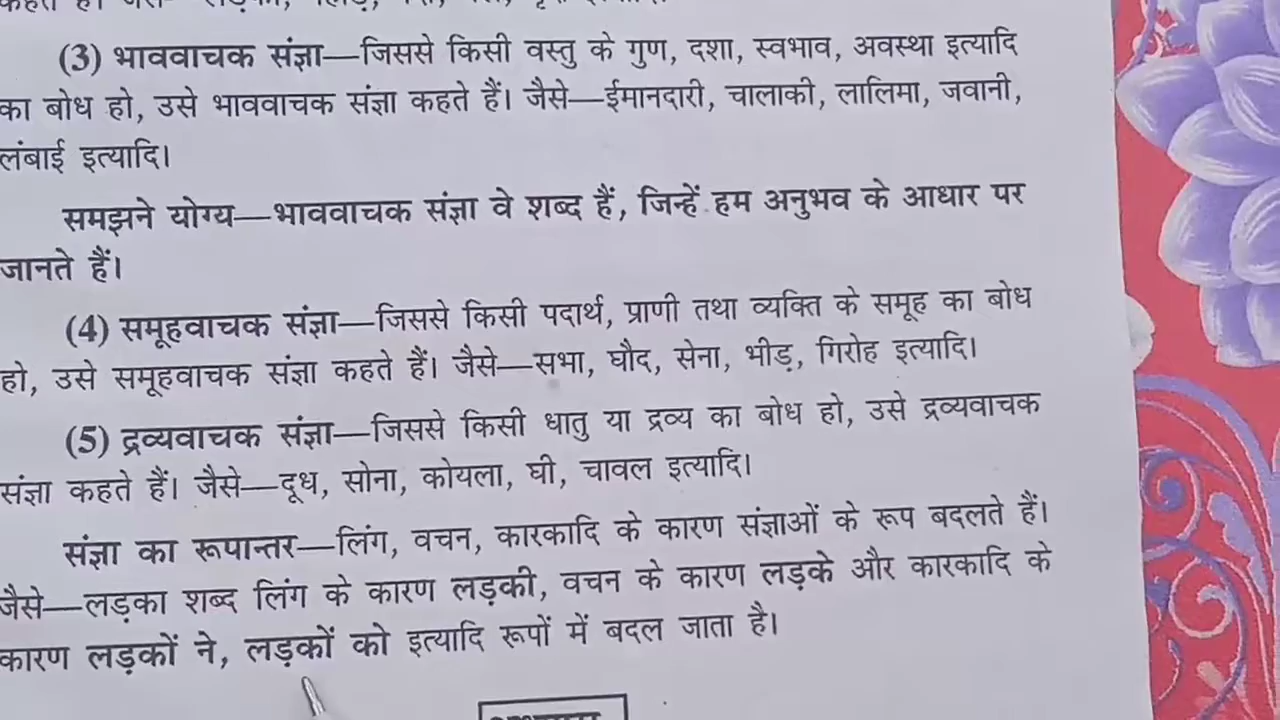 (3) भाववाचक संज्ञा—जिससे किसी वस्तु के गुण, दशा, स्वभाव, अवस्था इत्यादि
का बोध हो, उसे भाववाचक संज्ञा कहते हैं। जैसे—ईमानदारी, चालाकी, लालिमा, जवानी,
लंबाई इत्यादि।
समझने योग्य—भाववाचक संज्ञा वे शब्द हैं, जिन्हें हम अनुभव के आधार पर
जानते हैं।
(4) समूहवाचक संज्ञा—जिससे किसी पदार्थ, प्राणी तथा व्यक्ति के समूह का बोध
हो, उसे समूहवाचक संज्ञा कहते हैं। जैसे—सभा, घौद, सेना, भीड़, गिरोह इत्यादि।
(5) द्रव्यवाचक संज्ञा—जिससे किसी धातु या द्रव्य का बोध हो, उसे द्रव्यवाचक
संज्ञा कहते हैं। जैसे—दूध, सोना, कोयला, घी, चावल इत्यादि।
संज्ञा का रूपान्तर—लिंग, वचन, कारकादि के कारण संज्ञाओं के रूप बदलते हैं।
जैसे—लड़का शब्द लिंग के कारण लड़की, वचन के कारण लड़के और कारकादि के
कारण लड़कों ने, लड़कों को इत्यादि रूपों में बदल जाता है।